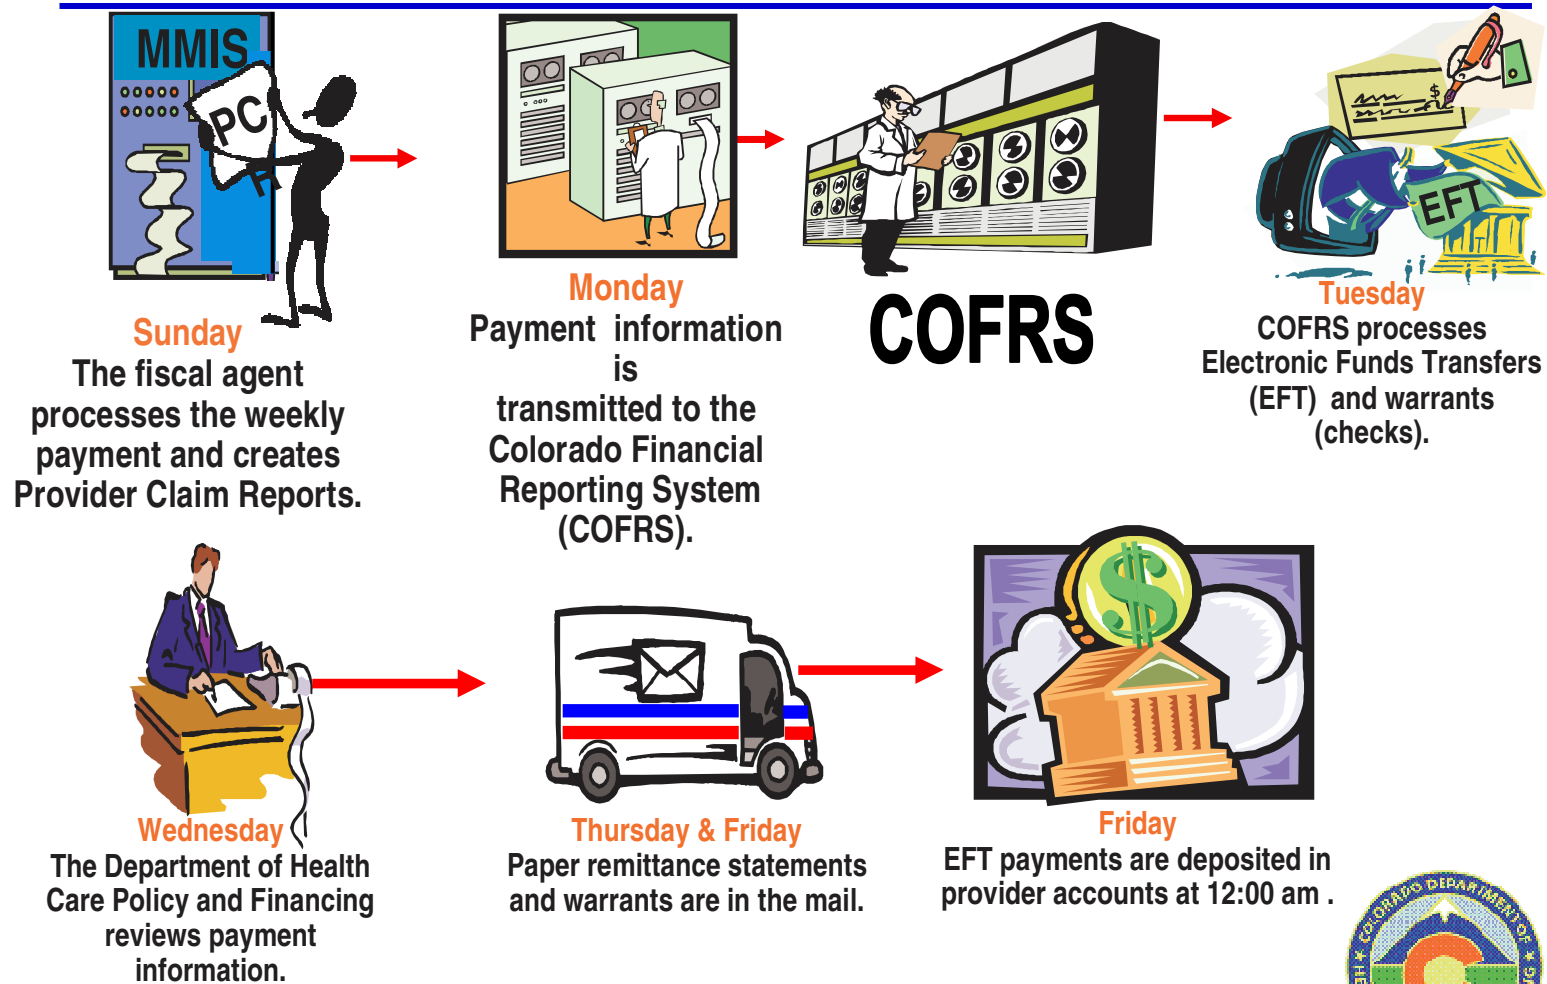 MMIS
PC
R
Sunday
The fiscal agent
processes the weekly
payment and creates
Provider Claim Reports.
Monday
Payment information
is
transmitted to the
Colorado Financial
Reporting System
(COFRS).
COFRS
$
EFT
Tuesday
COFRS processes
Electronic Funds Transfers
(EFT) and warrants
(checks).
Wednesday
The Department of Health
Care Policy and Financing
reviews payment
information.
Thursday & Friday
Paper remittance statements
and warrants are in the mail.
$
Friday
EFT payments are deposited in
provider accounts at 12:00 am .
COLORADO DEPARTMENT OF